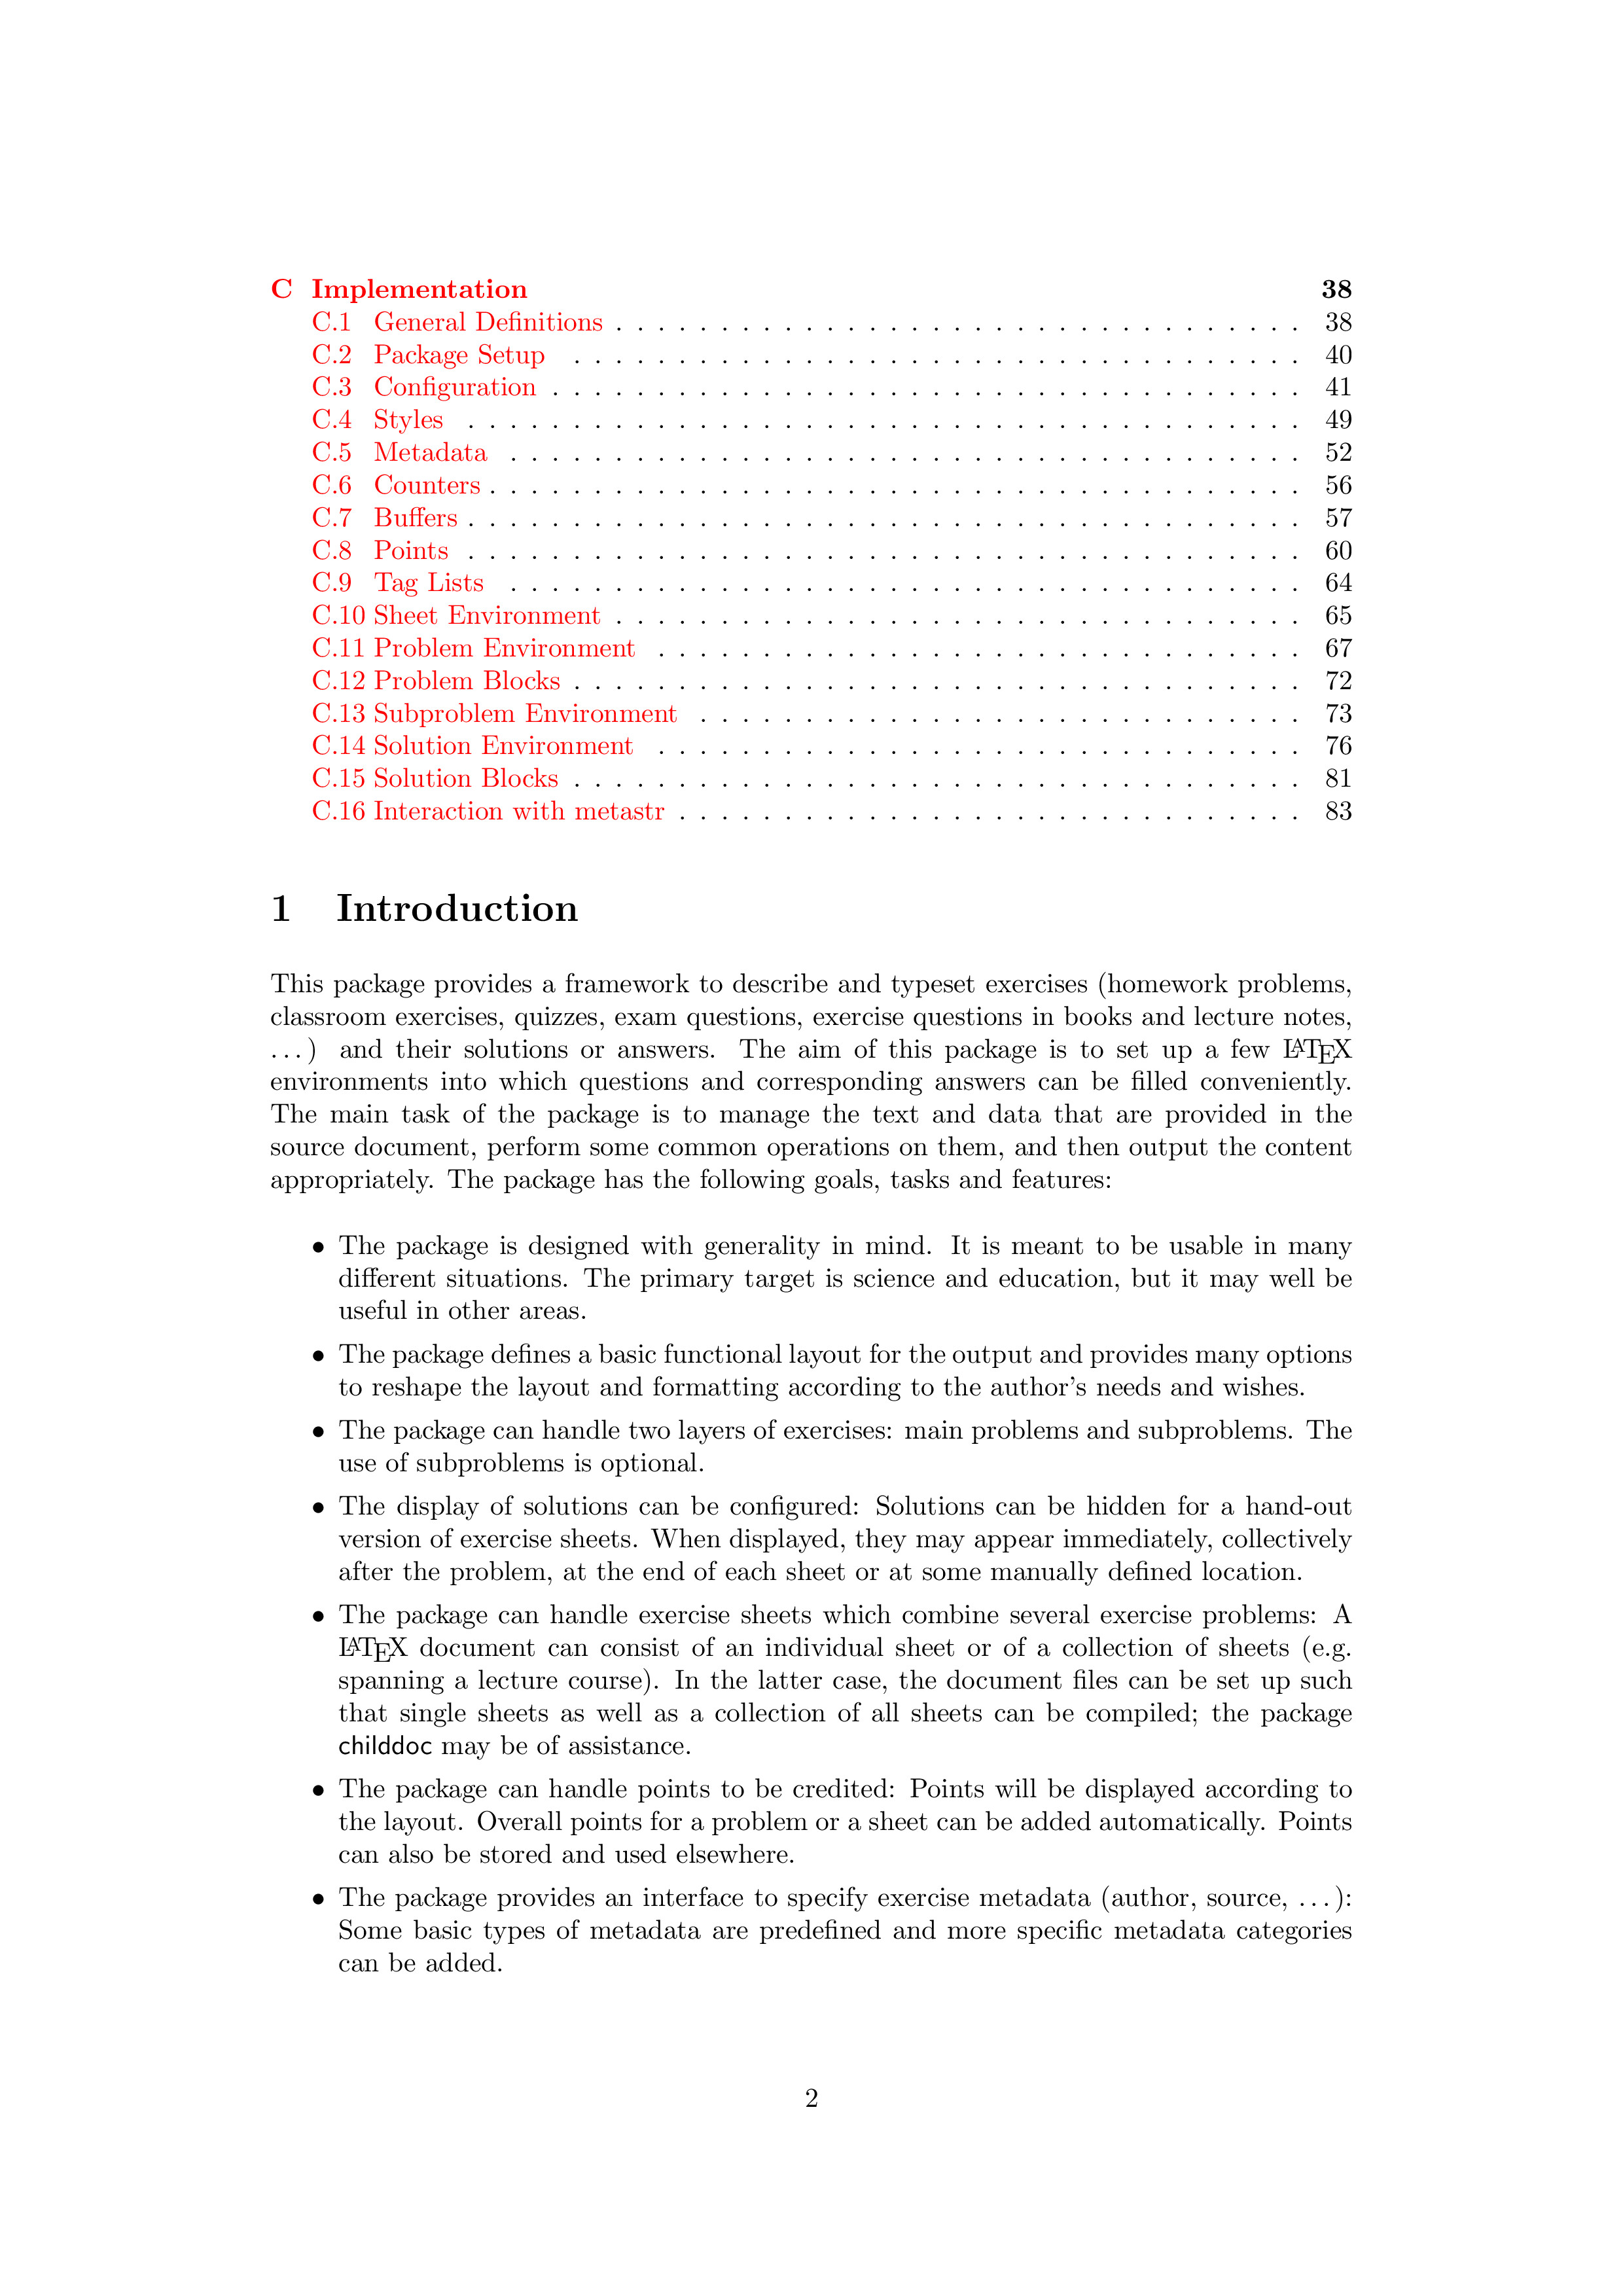 C Implementation 38
C.1 General Definitions . . . . . . . . . . . . . . . . . . . . . . . . . . . . . . . . . 38
C.2 Package Setup . . . . . . . . . . . . . . . . . . . . . . . . . . . . . . . . . . . 40
C.3 Configuration . . . . . . . . . . . . . . . . . . . . . . . . . . . . . . . . . . . . 41
C.4 Styles . . . . . . . . . . . . . . . . . . . . . . . . . . . . . . . . . . . . . . . . 49
C.5 Metadata . . . . . . . . . . . . . . . . . . . . . . . . . . . . . . . . . . . . . . 52
C.6 Counters . . . . . . . . . . . . . . . . . . . . . . . . . . . . . . . . . . . . . . . 56
C.7 Buffers . . . . . . . . . . . . . . . . . . . . . . . . . . . . . . . . . . . . . . . . 57
C.8 Points . . . . . . . . . . . . . . . . . . . . . . . . . . . . . . . . . . . . . . . . 60
C.9 Tag Lists . . . . . . . . . . . . . . . . . . . . . . . . . . . . . . . . . . . . . . 64
C.10 Sheet Environment . . . . . . . . . . . . . . . . . . . . . . . . . . . . . . . . . 65
C.11 Problem Environment . . . . . . . . . . . . . . . . . . . . . . . . . . . . . . . 67
C.12 Problem Blocks . . . . . . . . . . . . . . . . . . . . . . . . . . . . . . . . . . . 72
C.13 Subproblem Environment . . . . . . . . . . . . . . . . . . . . . . . . . . . . . 73
C.14 Solution Environment . . . . . . . . . . . . . . . . . . . . . . . . . . . . . . . 76
C.15 Solution Blocks . . . . . . . . . . . . . . . . . . . . . . . . . . . . . . . . . . . 81
C.16 Interaction with metastr . . . . . . . . . . . . . . . . . . . . . . . . . . . . . . 83
1 Introduction
This package provides a framework to describe and typeset exercises (homework problems,
classroom exercises, quizzes, exam questions, exercise questions in books and lecture notes,
. . . ) and their solutions or answers. The aim of this package is to set up a few LATEX
environments into which questions and corresponding answers can be filled conveniently.
The main task of the package is to manage the text and data that are provided in the
source document, perform some common operations on them, and then output the content
appropriately. The package has the following goals, tasks and features:
• The package is designed with generality in mind. It is meant to be usable in many
different situations. The primary target is science and education, but it may well be
useful in other areas.
• The package defines a basic functional layout for the output and provides many options
to reshape the layout and formatting according to the author's needs and wishes.
• The package can handle two layers of exercises: main problems and subproblems. The
use of subproblems is optional.
• The display of solutions can be configured: Solutions can be hidden for a hand-out
version of exercise sheets. When displayed, they may appear immediately, collectively
after the problem, at the end of each sheet or at some manually defined location.
• The package can handle exercise sheets which combine several exercise problems: A
LATEX document can consist of an individual sheet or of a collection of sheets (e.g.
spanning a lecture course). In the latter case, the document files can be set up such
that single sheets as well as a collection of all sheets can be compiled; the package
childdoc may be of assistance.
• The package can handle points to be credited: Points will be displayed according to
the layout. Overall points for a problem or a sheet can be added automatically. Points
can also be stored and used elsewhere.
• The package provides an interface to specify exercise metadata (author, source, . . . ):
Some basic types of metadata are predefined and more specific metadata categories
can be added.
2